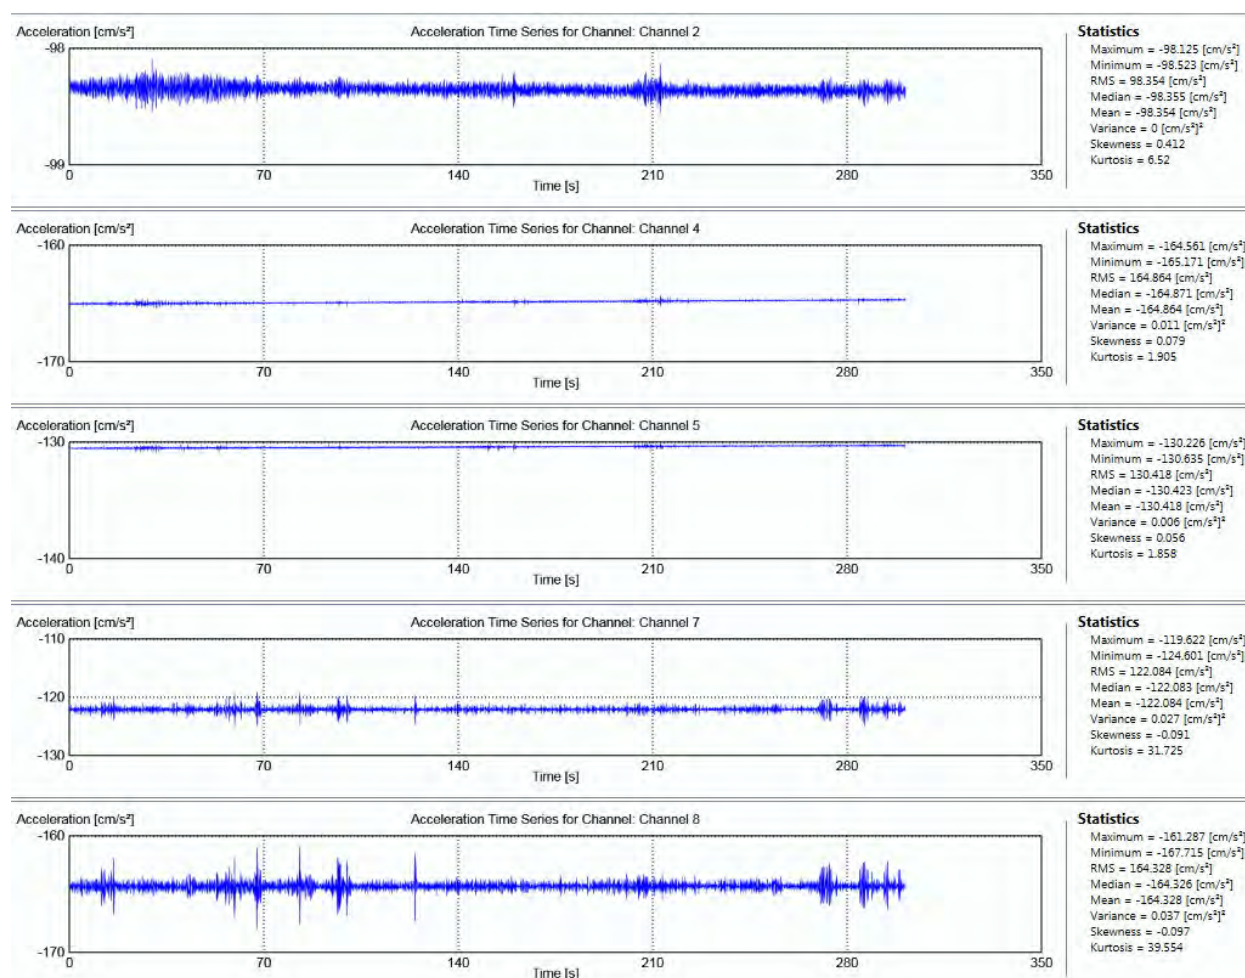 Acceleration [cm/s²] Acceleration Time Series for Channel: Channel 2
-98
-99
0 70 140 210 280 350
Time [s]
Statistics
Maximum = -98.125 [cm/s²]
Minimum = -98.523 [cm/s²]
RMS = 98.354 [cm/s²]
Median = -98.355 [cm/s²]
Mean = -98.354 [cm/s²]
Variance = 0 [cm/s²]²
Skewness = 0.412
Kurtosis = 6.52
Acceleration [cm/s²] Acceleration Time Series for Channel: Channel 4
-160
-170
0 70 140 210 280 350
Time [s]
Statistics
Maximum = -164.561 [cm/s²]
Minimum = -165.171 [cm/s²]
RMS = 164.864 [cm/s²]
Median = -164.871 [cm/s²]
Mean = -164.864 [cm/s²]
Variance = 0.011 [cm/s²]²
Skewness = 0.079
Kurtosis = 1.905
Acceleration [cm/s²] Acceleration Time Series for Channel: Channel 5
-130
-140
0 70 140 210 280 350
Time [s]
Statistics
Maximum = -130.226 [cm/s²]
Minimum = -130.635 [cm/s²]
RMS = 130.418 [cm/s²]
Median = -130.423 [cm/s²]
Mean = -130.418 [cm/s²]
Variance = 0.006 [cm/s²]²
Skewness = 0.056
Kurtosis = 1.858
Acceleration [cm/s²] Acceleration Time Series for Channel: Channel 7
-110
-120
-130
0 70 140 210 280 350
Time [s]
Statistics
Maximum = -119.622 [cm/s²]
Minimum = -124.601 [cm/s²]
RMS = 122.084 [cm/s²]
Median = -122.083 [cm/s²]
Mean = -122.084 [cm/s²]
Variance = 0.027 [cm/s²]²
Skewness = -0.091
Kurtosis = 31.725
Acceleration [cm/s²] Acceleration Time Series for Channel: Channel 8
-160
-170
0 70 140 210 280 350
Time [s]
Statistics
Maximum = -161.287 [cm/s²]
Minimum = -167.715 [cm/s²]
RMS = 164.328 [cm/s²]
Median = -164.326 [cm/s²]
Mean = -164.328 [cm/s²]
Variance = 0.037 [cm/s²]²
Skewness = -0.097
Kurtosis = 39.554